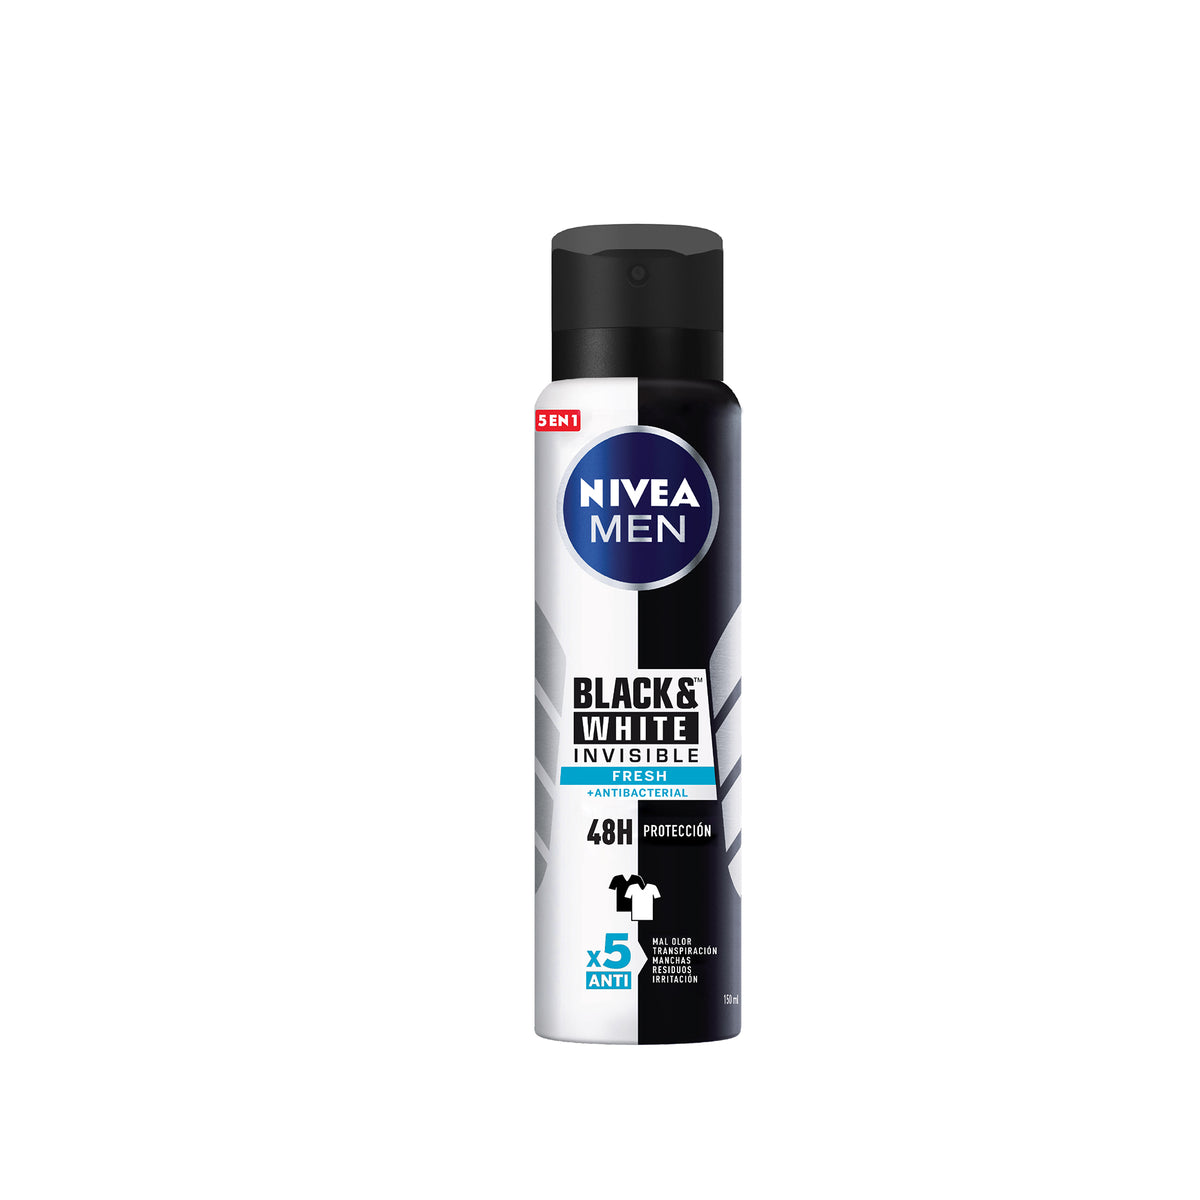 5 EN 1
NIVEA
MEN
BLACK&™
WHITE
INVISIBLE
FRESH
+ANTIBACTERIAL
48H PROTECCIÓN
x5
ANTI
MAL OLOR
TRANSPIRACIÓN
MANCHAS
RESIDUOS
IRRITACIÓN
150 ml